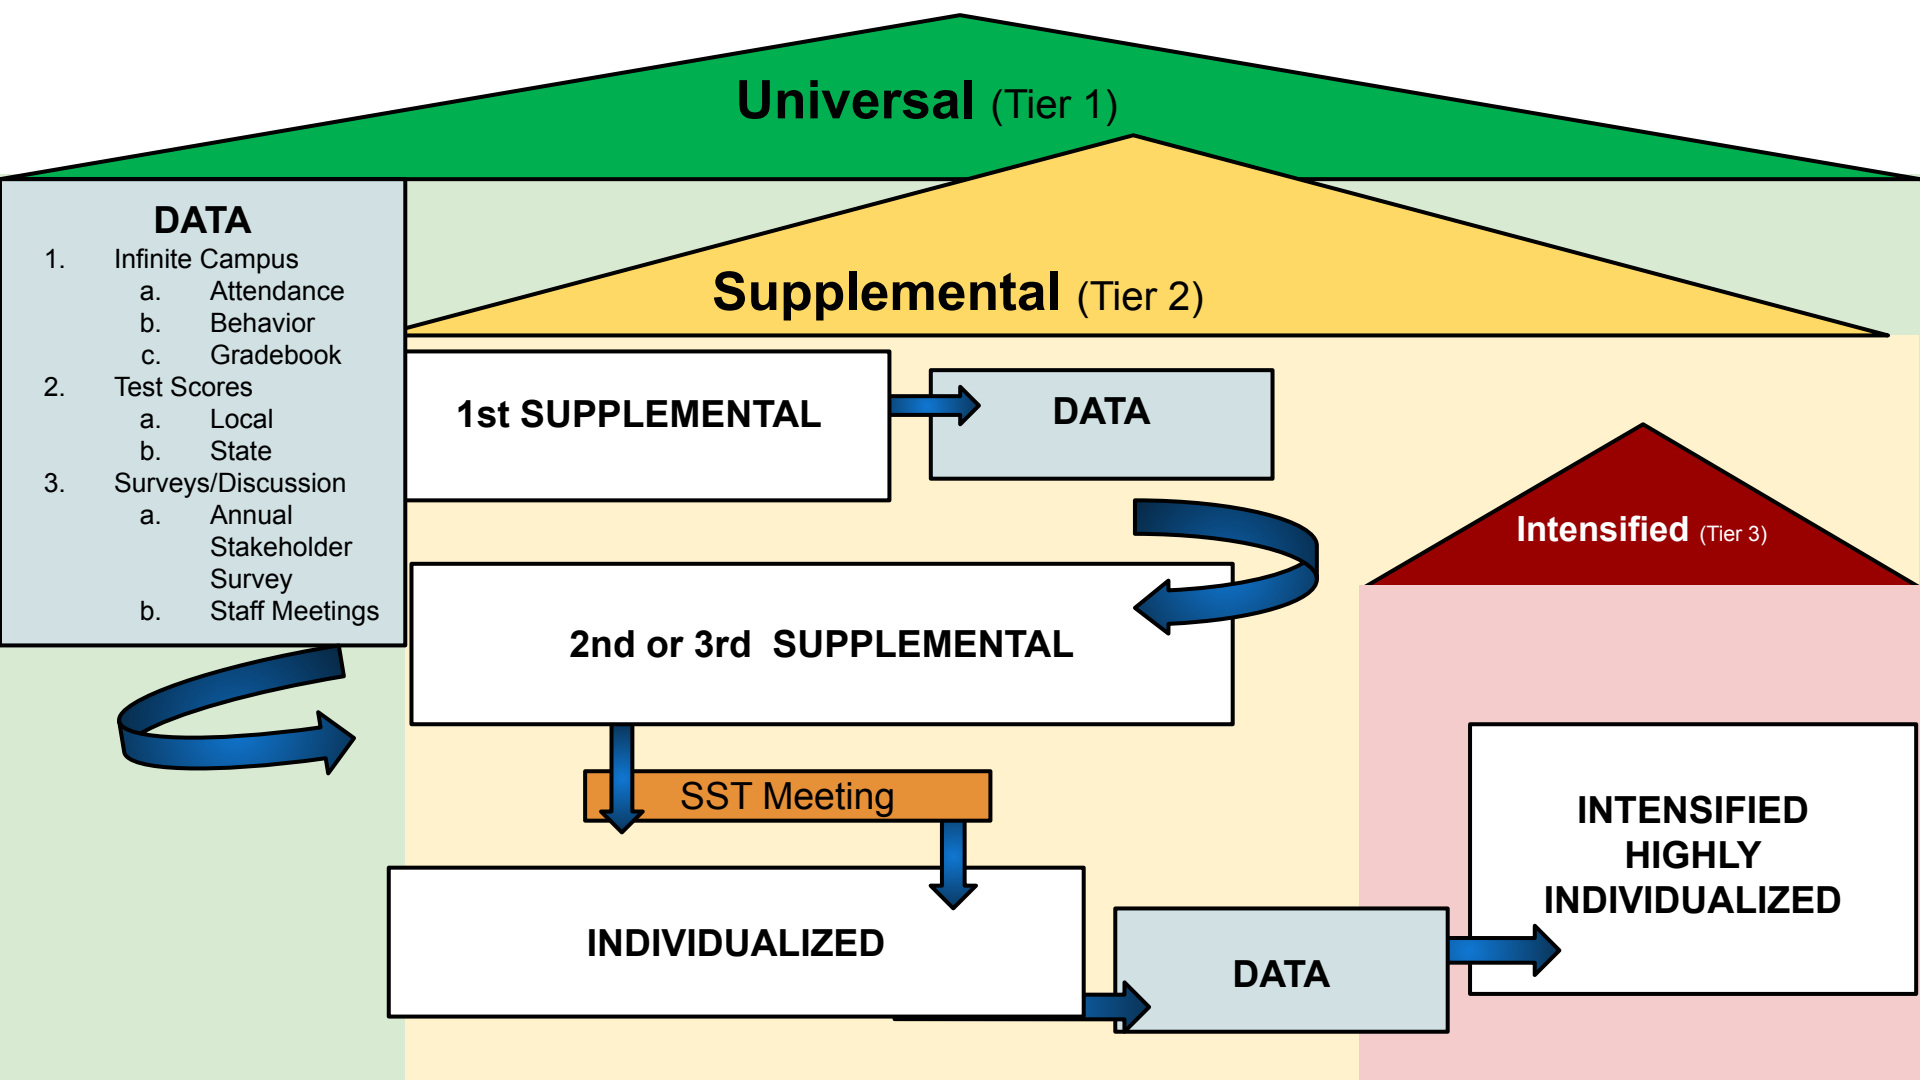 Universal (Tier 1)
DATA
1. Infinite Campus
a. Attendance
b. Behavior
c. Gradebook
2. Test Scores
a. Local
b. State
3. Surveys/Discussion
a. Annual
Stakeholder
Survey
b. Staff Meetings
Supplemental (Tier 2)
1st SUPPLEMENTAL
DATA
2nd or 3rd  SUPPLEMENTAL
SST Meeting
INDIVIDUALIZED
DATA
Intensified (Tier 3)
INTENSIFIED
HIGHLY
INDIVIDUALIZED